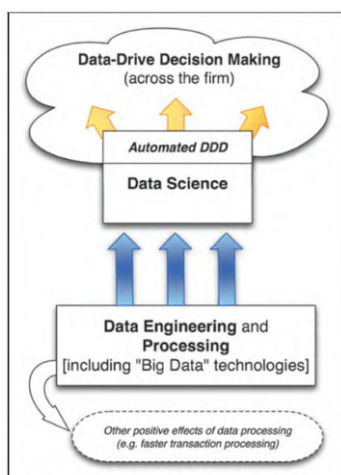 Data-Drive Decision Making
(across the firm)
Automated DDD
Data Science
Data Engineering and
Processing
[including "Big Data" technologies]
Other positive effects of data processing
(e.g. faster transaction processing)